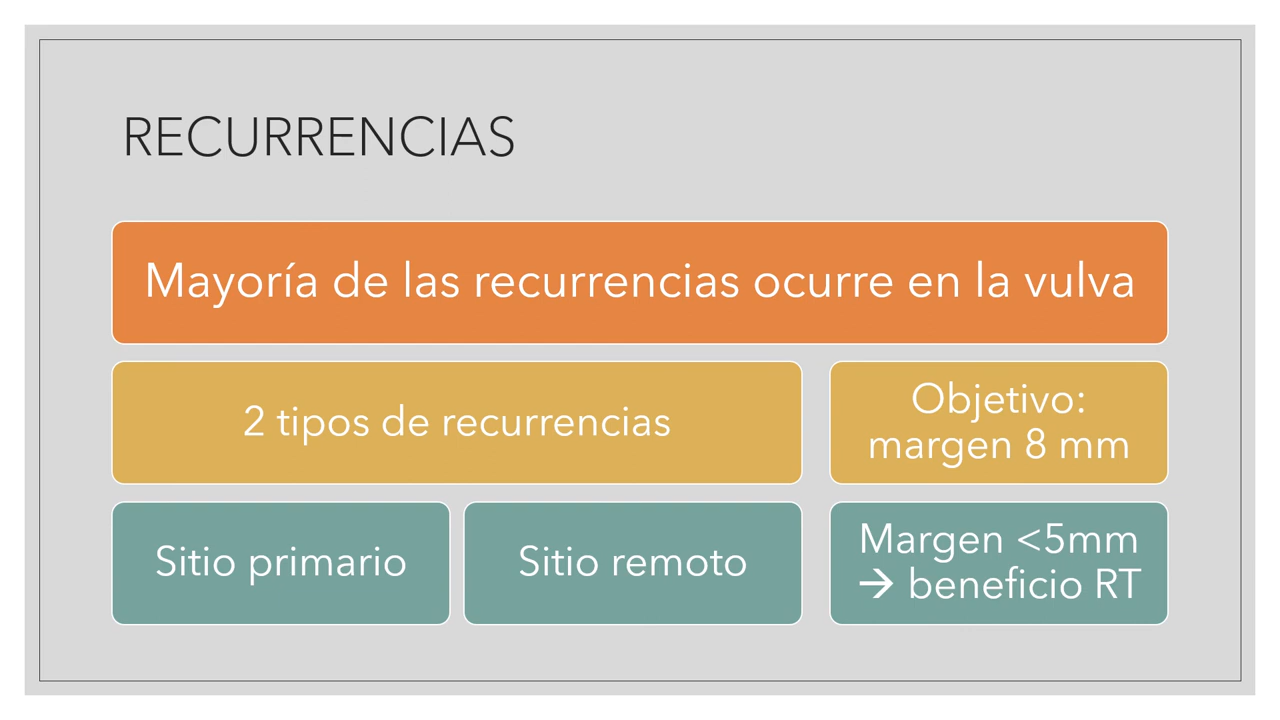 RECURRENCIAS
Mayoría de las recurrencias ocurre en la vulva
2 tipos de recurrencias
Objetivo:
margen 8 mm
Sitio primario
Sitio remoto
Margen <5mm
→ beneficio RT